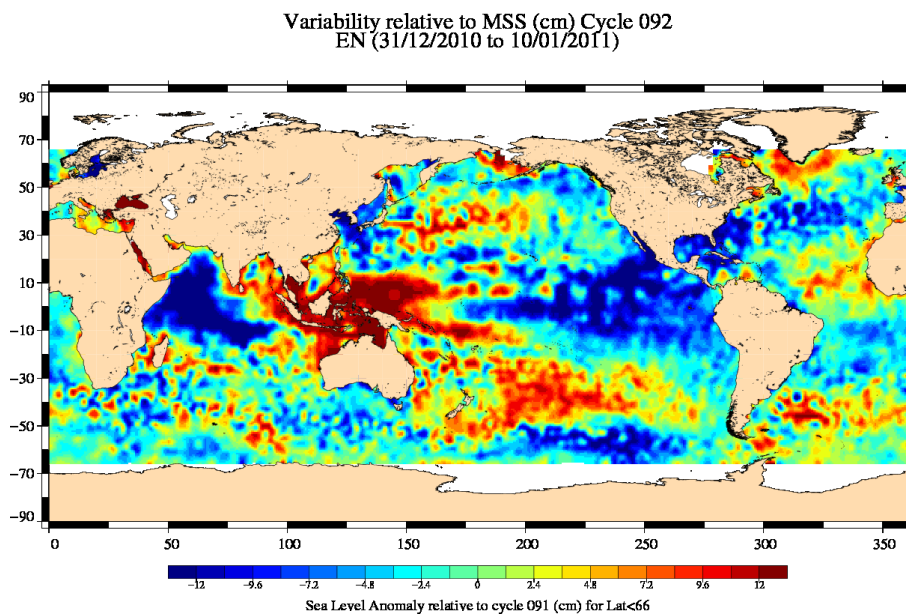 Variability relative to MSS (cm) Cycle 092
EN (31/12/2010 to 10/01/2011)
90
70
50
30
10
−10
−30
−50
−70
−90
0 50 100 150 200 250 300 350
−12 −9.6 −7.2 −4.8 −2.4 0 2.4 4.8 7.2 9.6 12
Sea Level Anomaly relative to cycle 091 (cm) for Lat<66